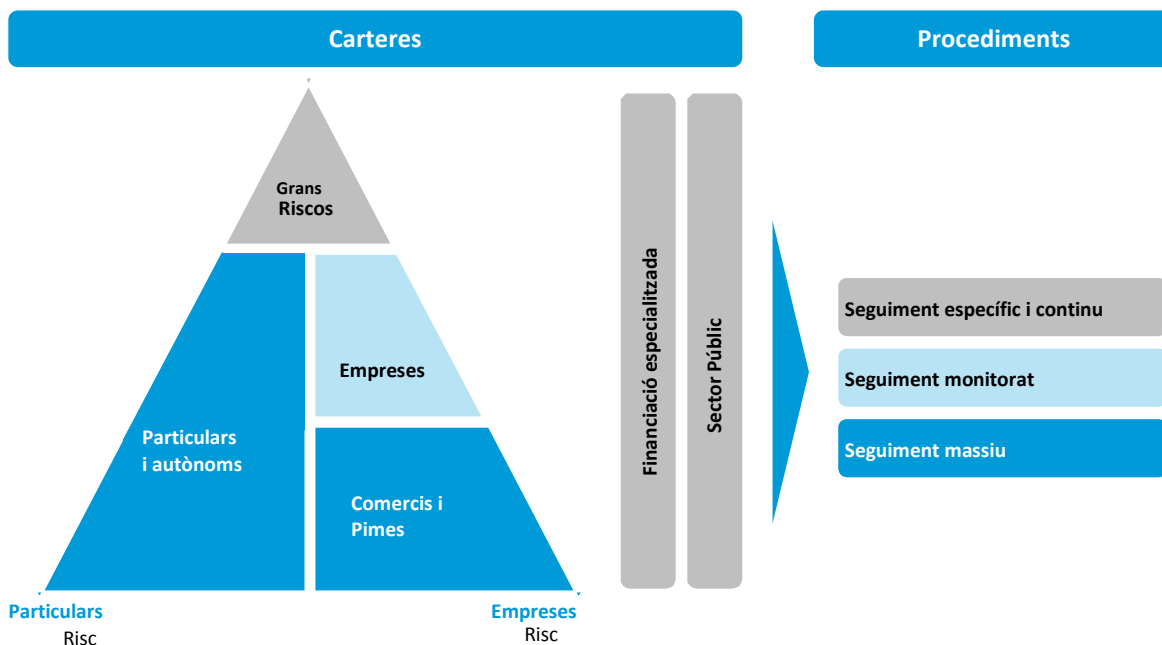 Carteres
Procediments
Grans
Riscos
Empreses
Particulars
i autònoms
Comercis i
Pimes
Particulars
Risc
Empreses
Risc
Financiació especialitzada
Sector Públic
Seguiment específic i continu
Seguiment monitorat
Seguiment massiu